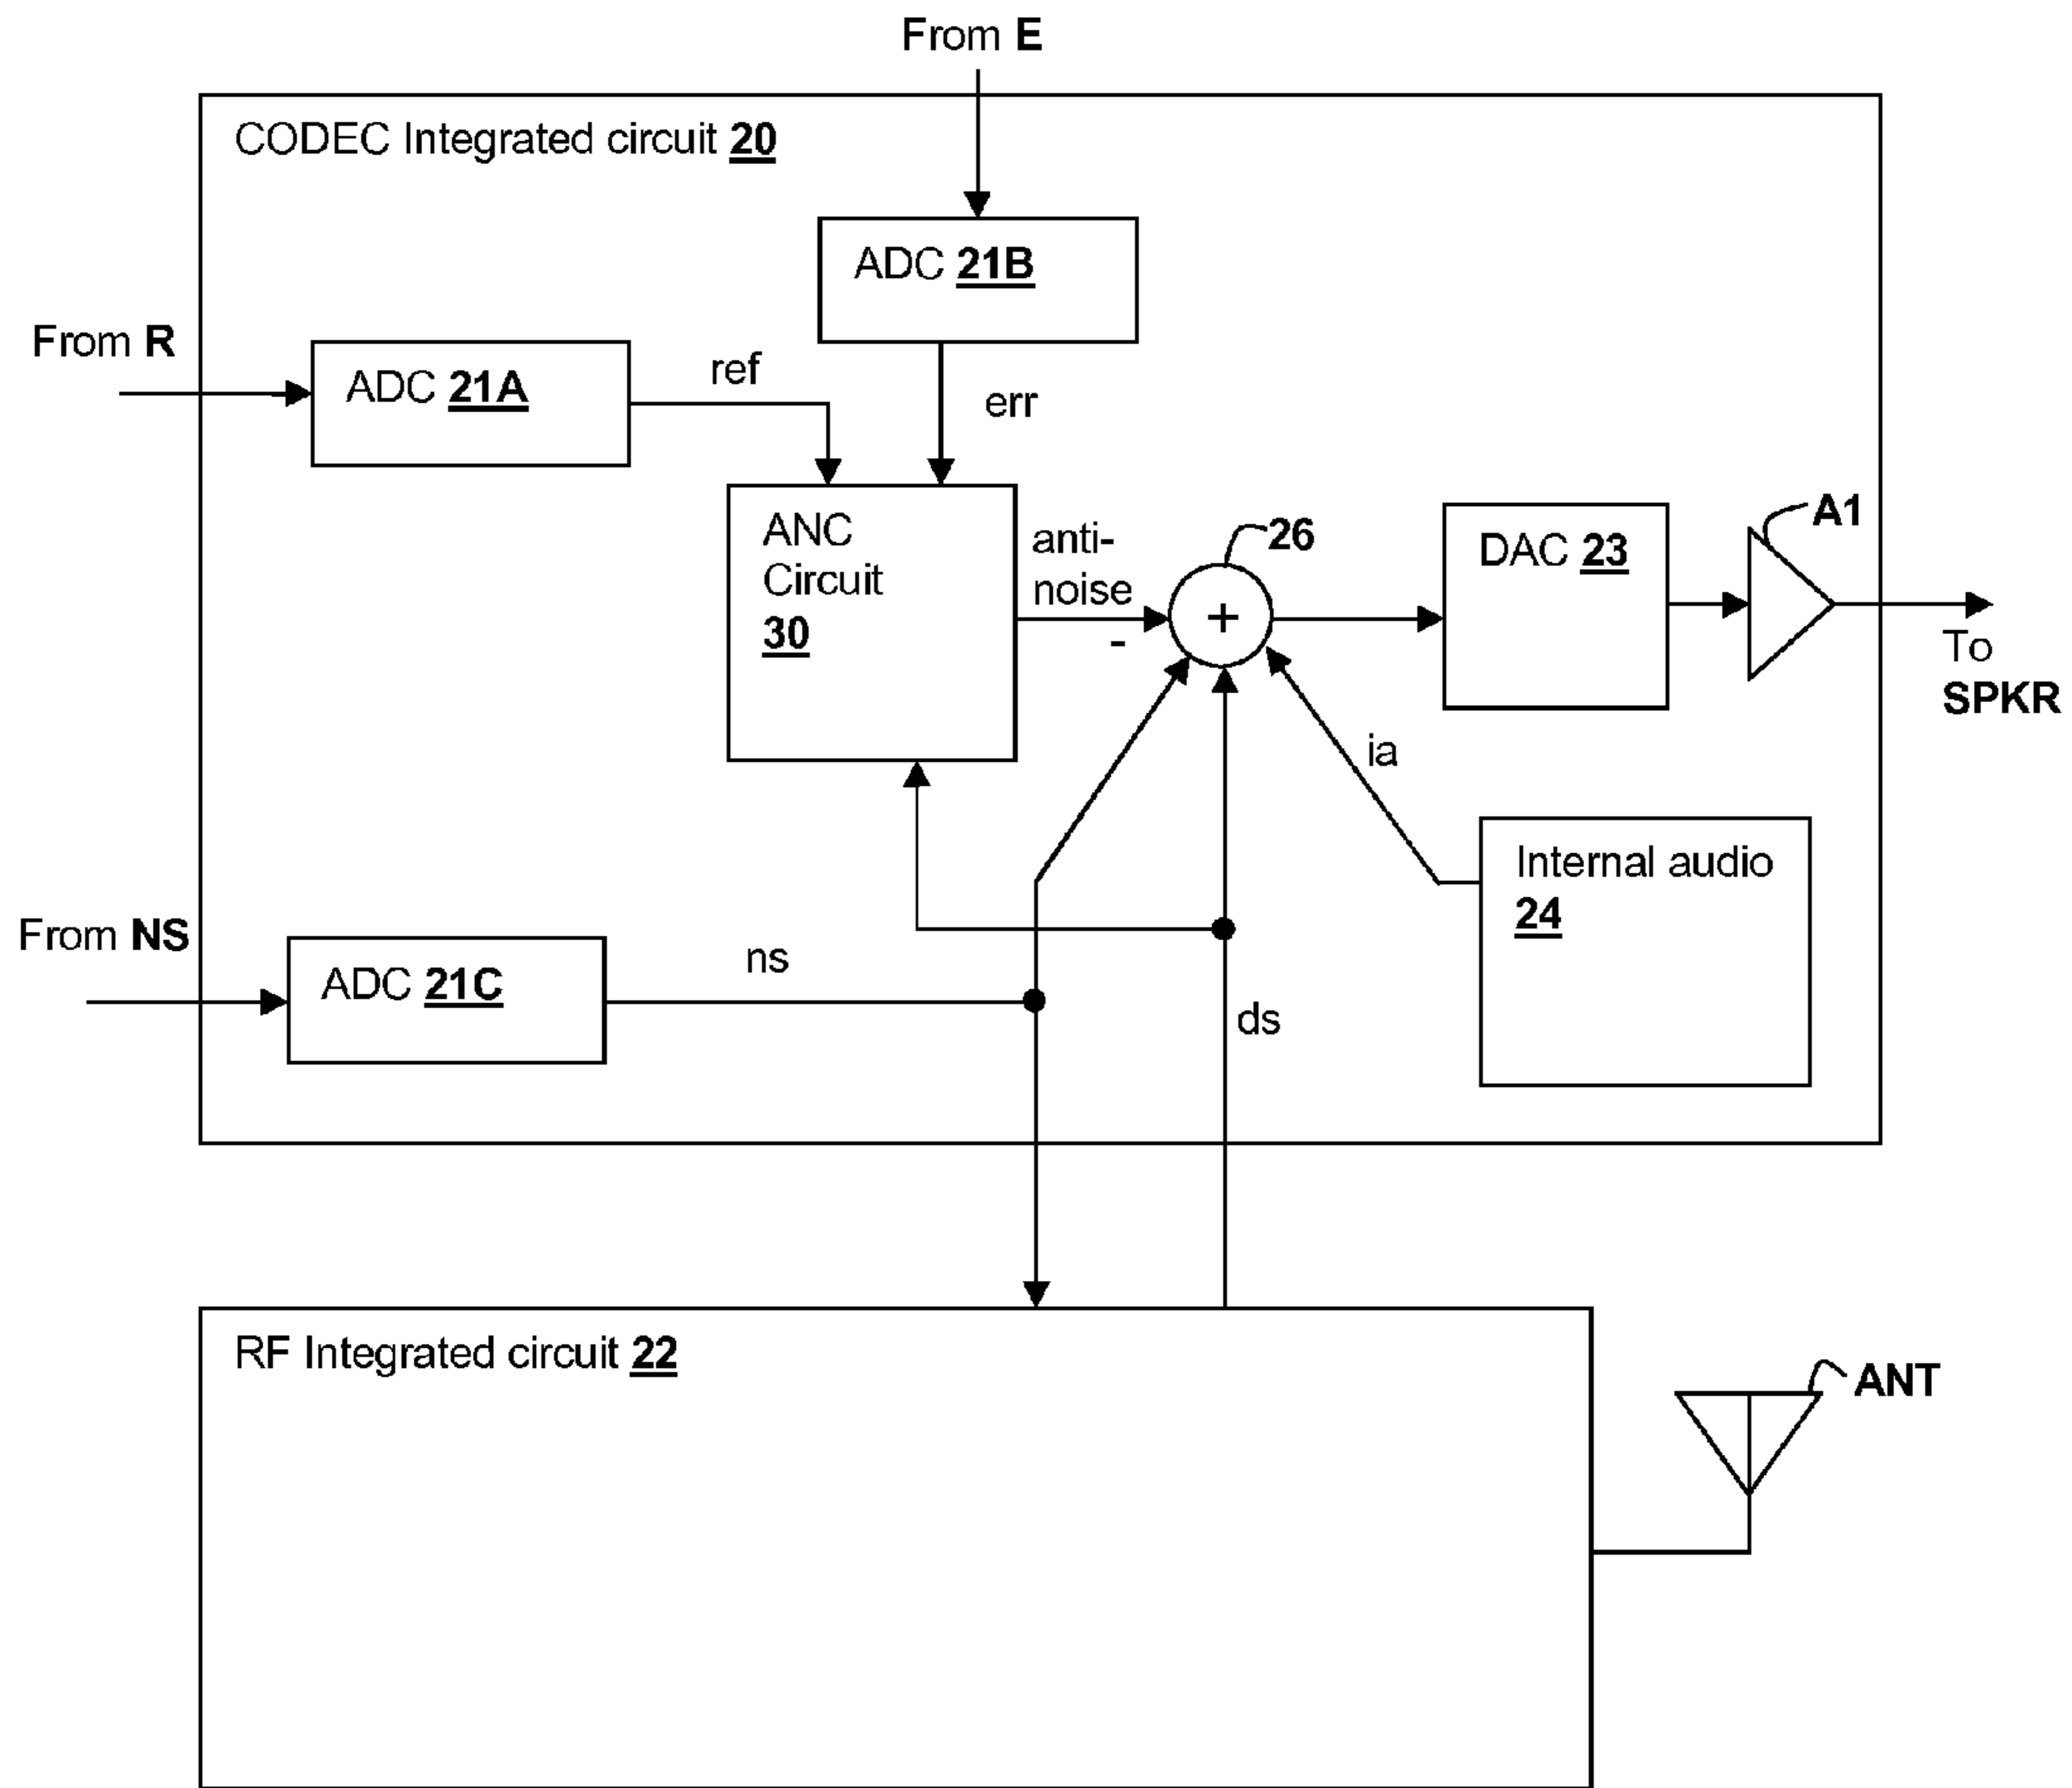 From E
CODEC Integrated circuit 20
ADC 21B
From R
ADC 21A
ref
err
ANC
Circuit
30
anti-
noise
-
26
+
DAC 23
A1
To
SPKR
ia
Internal audio
24
From NS
ADC 21C
ns
ds
RF Integrated circuit 22
ANT